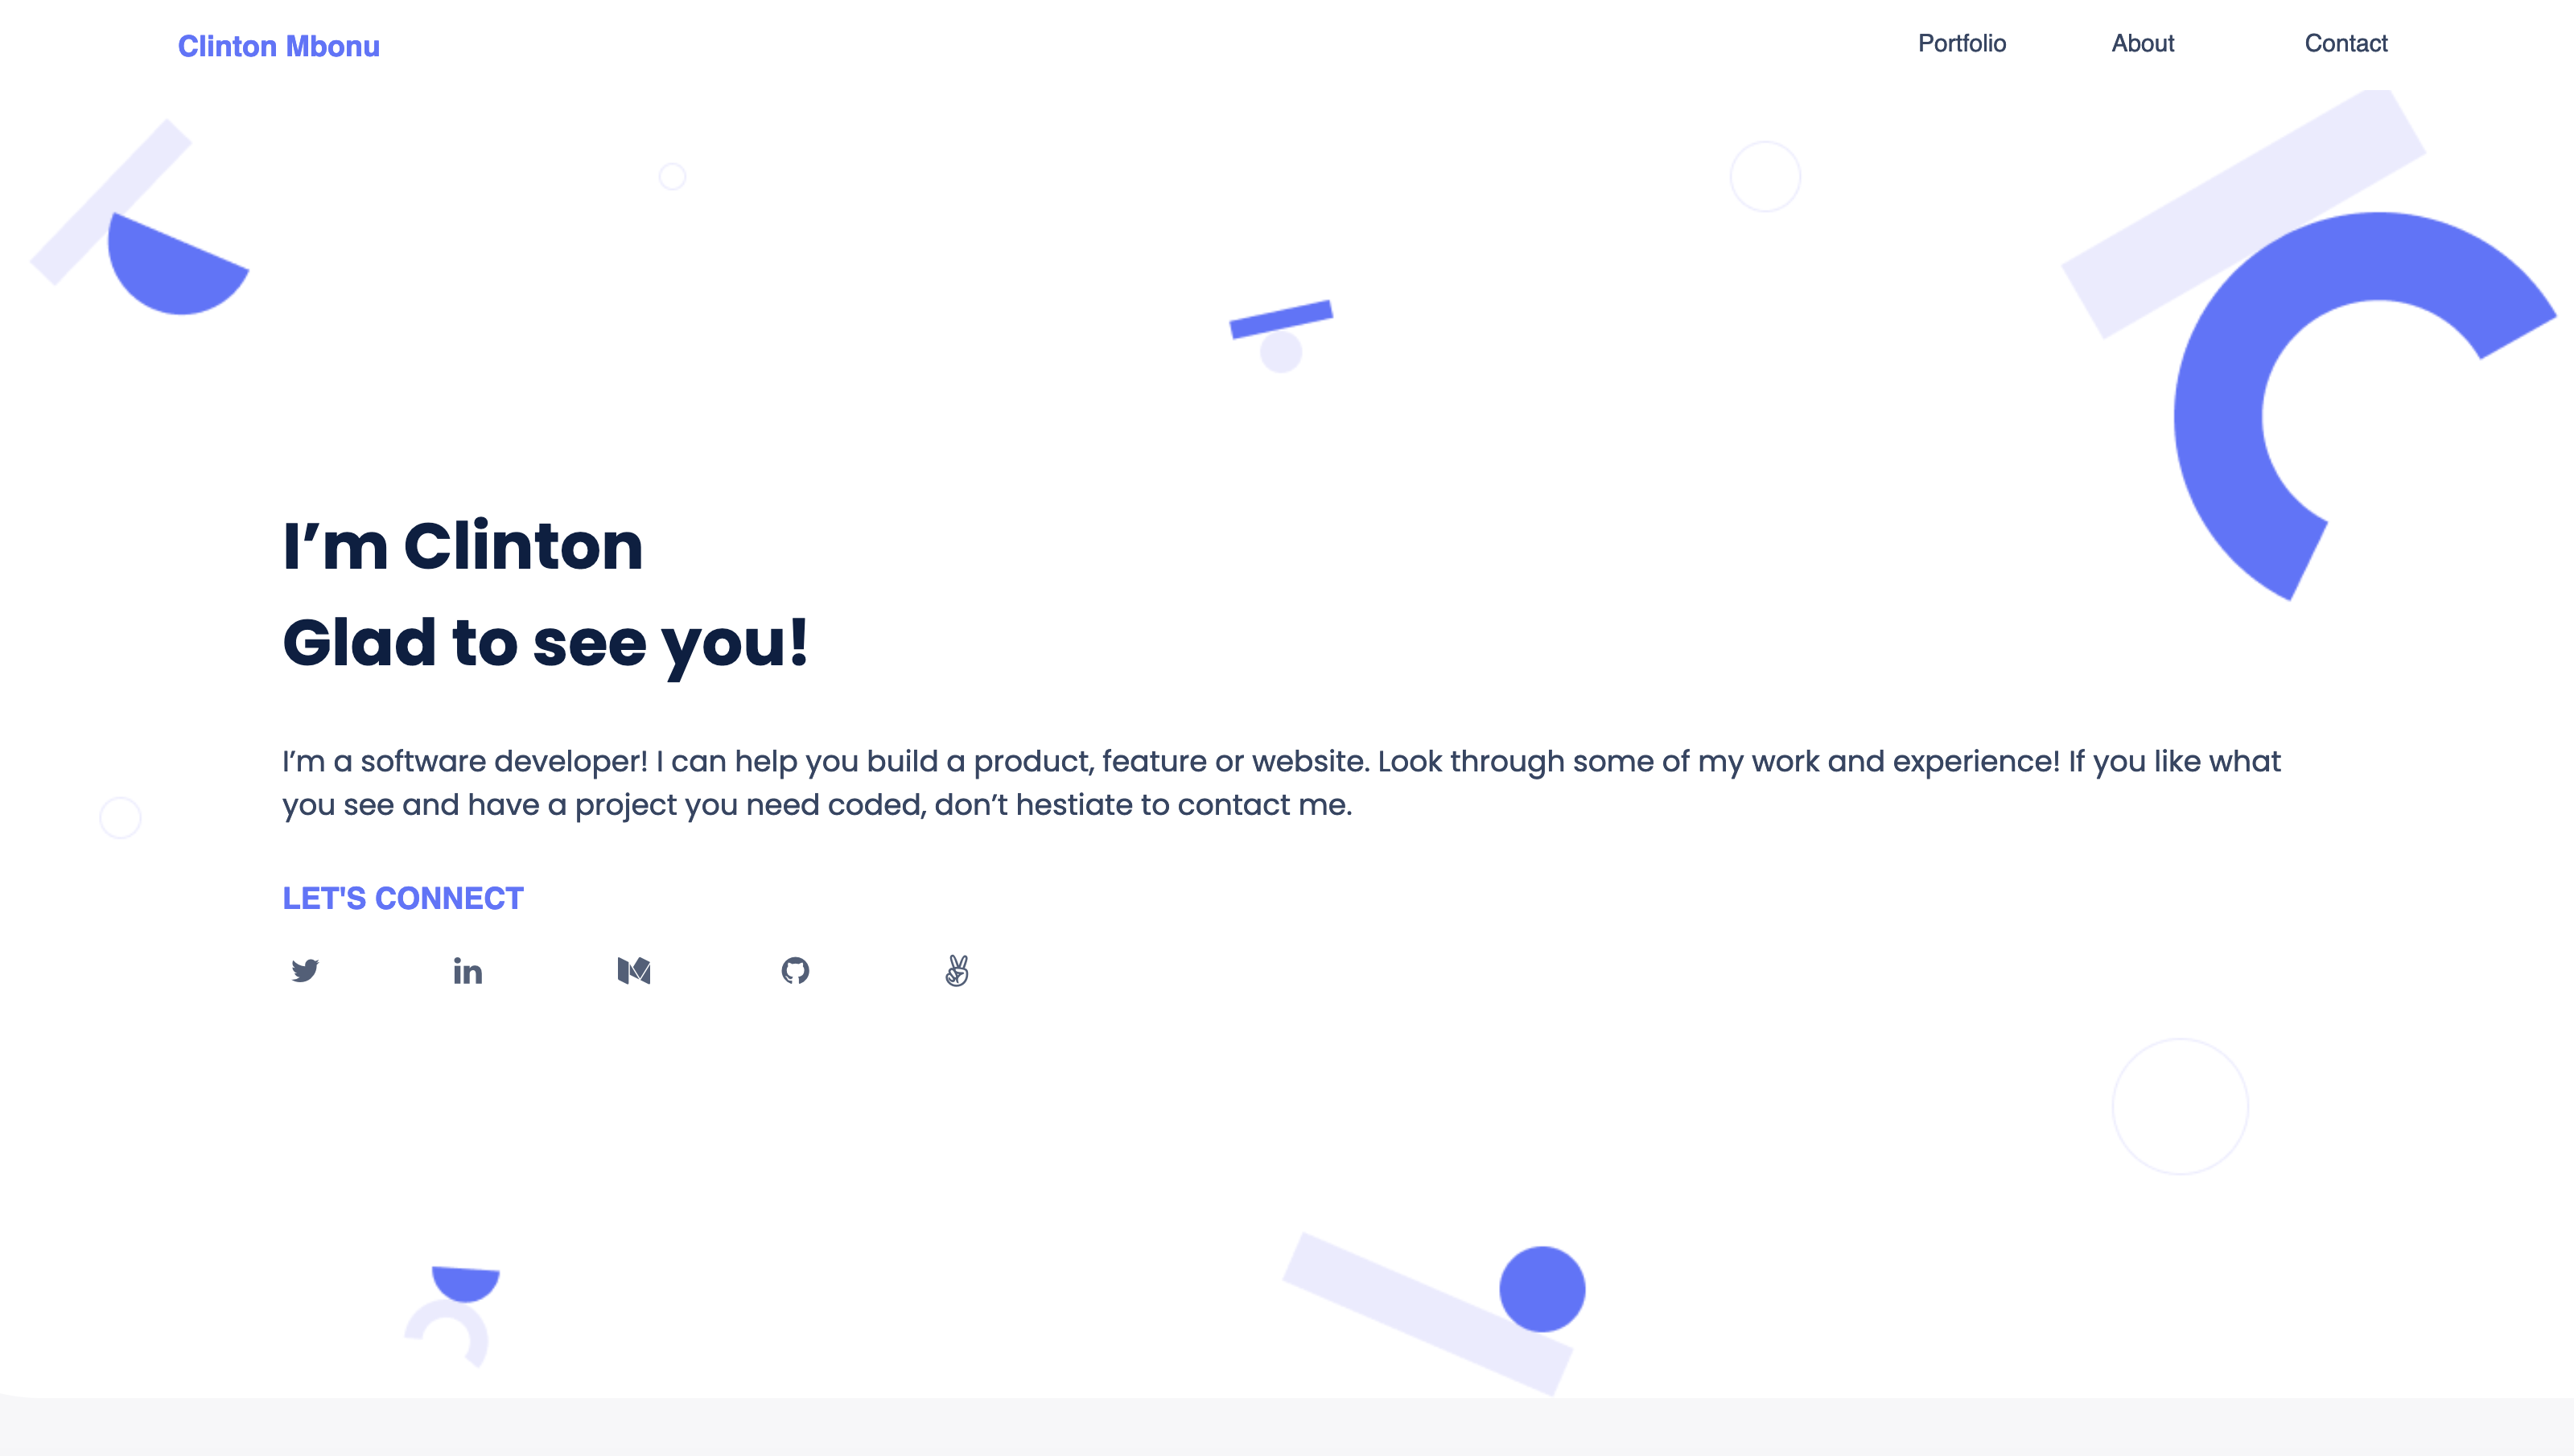 Clinton Mbonu
Portfolio
About
Contact
I’m Clinton
Glad to see you!
I’m a software developer! I can help you build a product, feature or website. Look through some of my work and experience! If you like what
you see and have a project you need coded, don’t hestiate to contact me.
LET'S CONNECT